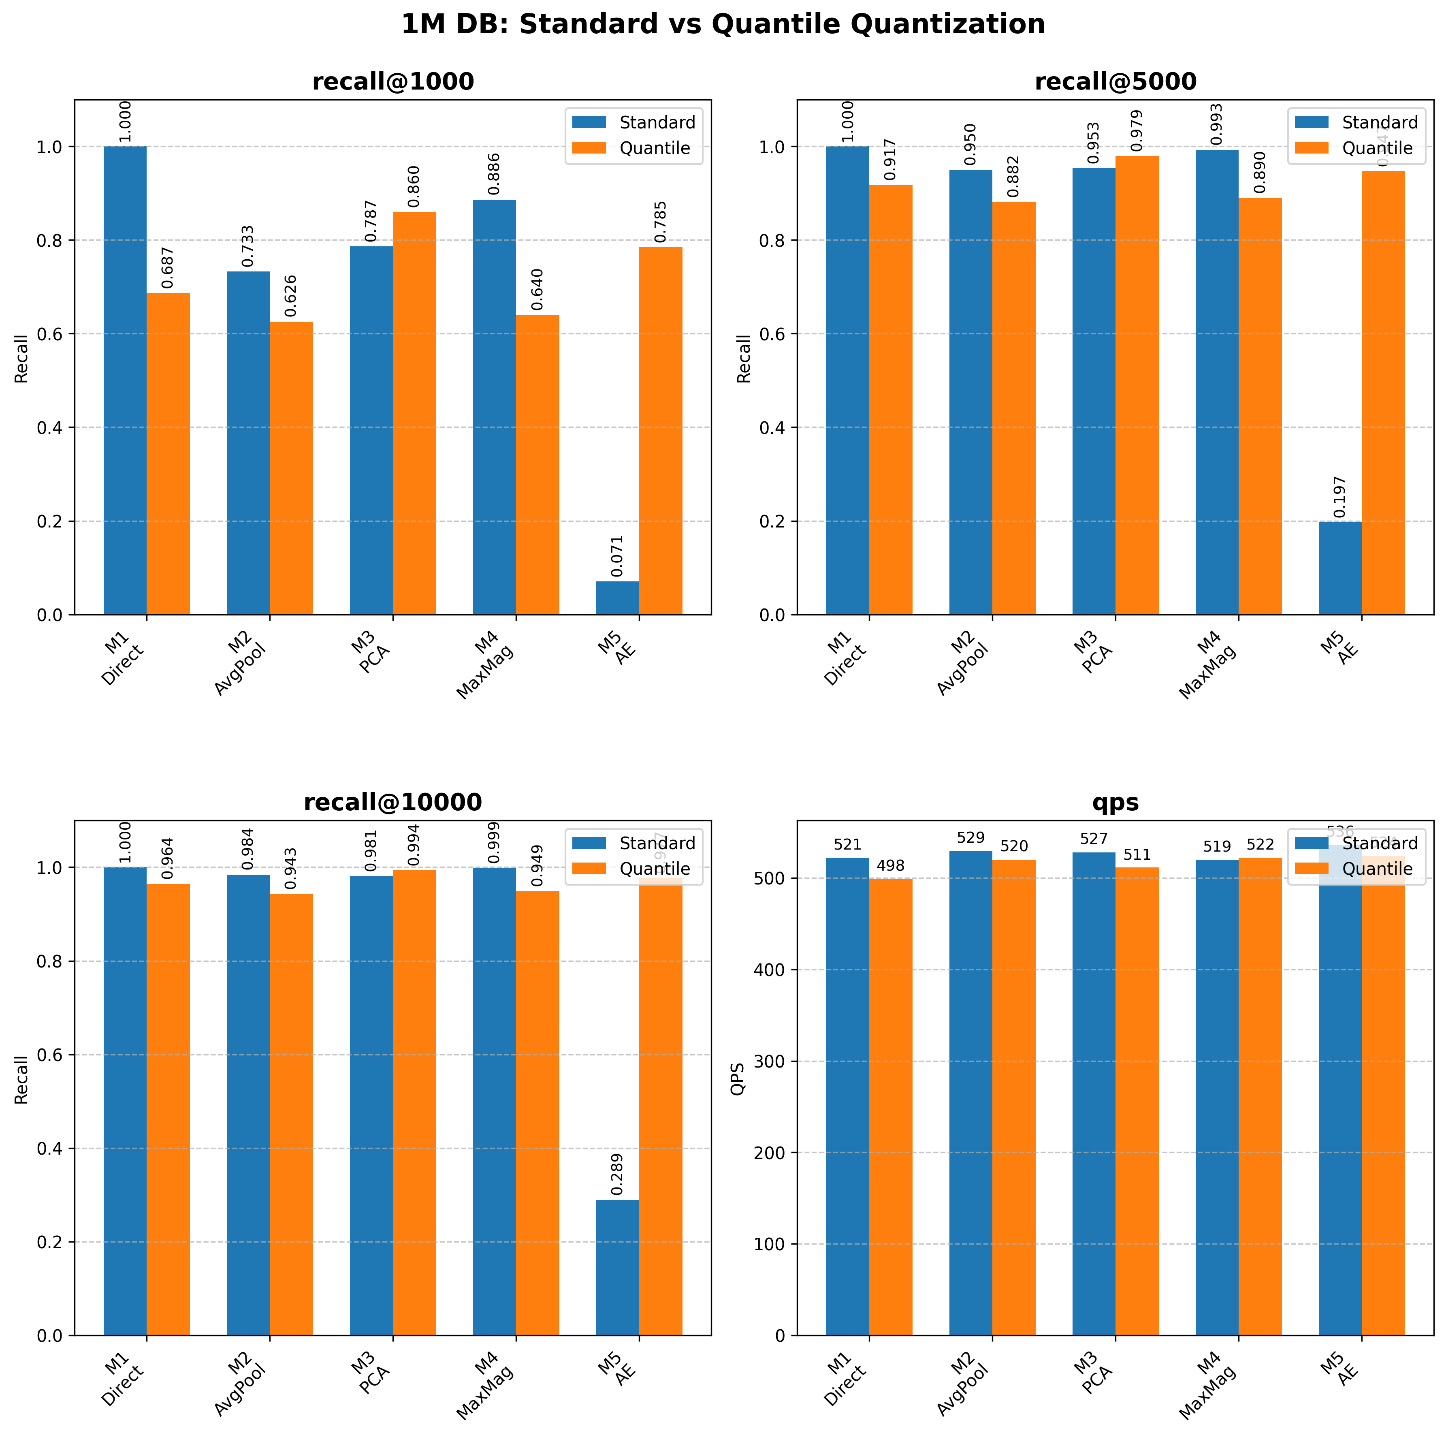 1M DB: Standard vs Quantile Quantization
recall@1000
Recall
1.0
0.8
0.6
0.4
0.2
0.0
1.000
0.687
0.733
0.626
0.787
0.860
0.886
0.640
0.071
0.785
Standard
Quantile
M1
Direct
M2
AvgPool
M3
PCA
M4
MaxMag
M5
AE
recall@5000
Recall
1.0
0.8
0.6
0.4
0.2
0.0
1.000
0.917
0.950
0.882
0.953
0.979
0.993
0.890
0.197
Standard
Quantile
M1
Direct
M2
AvgPool
M3
PCA
M4
MaxMag
M5
AE
recall@10000
Recall
1.0
0.8
0.6
0.4
0.2
0.0
1.000
0.964
0.984
0.943
0.981
0.994
0.999
0.949
0.289
Standard
Quantile
M1
Direct
M2
AvgPool
M3
PCA
M4
MaxMag
M5
AE
qps
QPS
500
400
300
200
100
0
521
498
529
520
527
511
519
522
536
Standard
Quantile
M1
Direct
M2
AvgPool
M3
PCA
M4
MaxMag
M5
AE